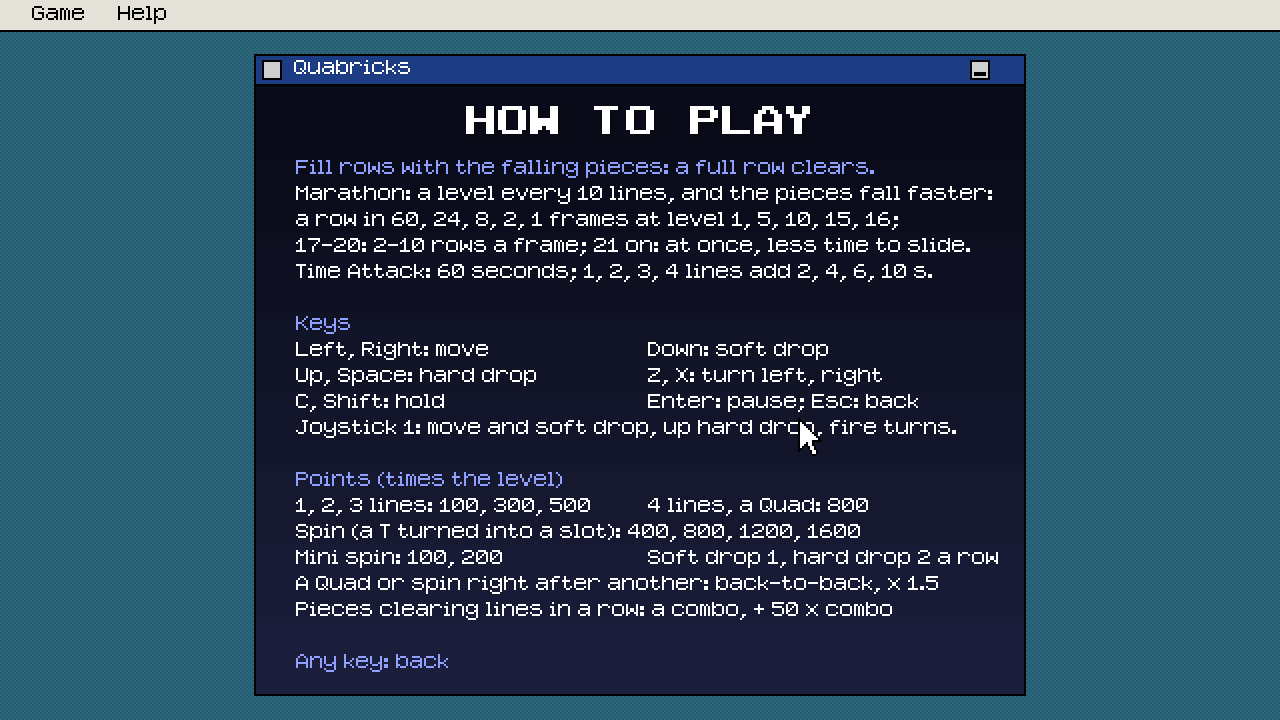 Game Help
Quabricks
HOW TO PLAY
Fill rows with the falling pieces: a full row clears.
Marathon: a level every 10 lines, and the pieces fall faster:
a row in 60, 24, 8, 2, 1 frames at level 1, 5, 10, 15, 16;
17-20: 2-10 rows a frame; 21 on: at once, less time to slide.
Time Attack: 60 seconds; 1, 2, 3, 4 lines add 2, 4, 6, 10 s.
Keys
Left, Right: move Down: soft drop
Up, Space: hard drop Z, X: turn left, right
C, Shift: hold Enter: pause; Esc: back
Joystick 1: move and soft drop, up hard drop, fire turns.
Points (times the level)
1, 2, 3 lines: 100, 300, 500 4 lines, a Quad: 800
Spin (a T turned into a slot): 400, 800, 1200, 1600
Mini spin: 100, 200 Soft drop 1, hard drop 2 a row
A Quad or spin right after another: back-to-back, x 1.5
Pieces clearing lines in a row: a combo, + 50 x combo
Any key: back